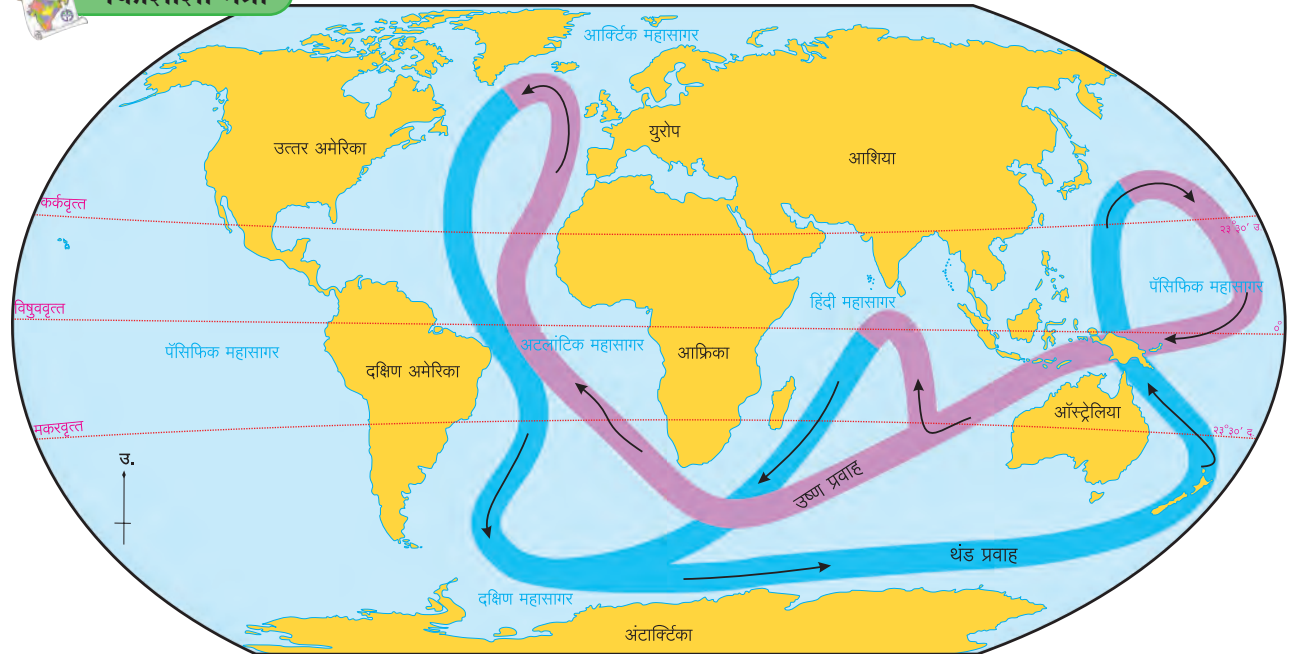 आर्क्टिक महासागर
उत्तर अमेरिका
युरोप
आशिया
कर्कवृत्त
२३°३०' उ
हिंदी महासागर
पॅसिफिक महासागर
विषुववृत्त
०°
पॅसिफिक महासागर
अटलांटिक महासागर
आफ्रिका
दक्षिण अमेरिका
ऑस्ट्रेलिया
मकरवृत्त
२३°३०' द
उ.
उष्ण प्रवाह
थंड प्रवाह
दक्षिण महासागर
अंटार्क्टिका